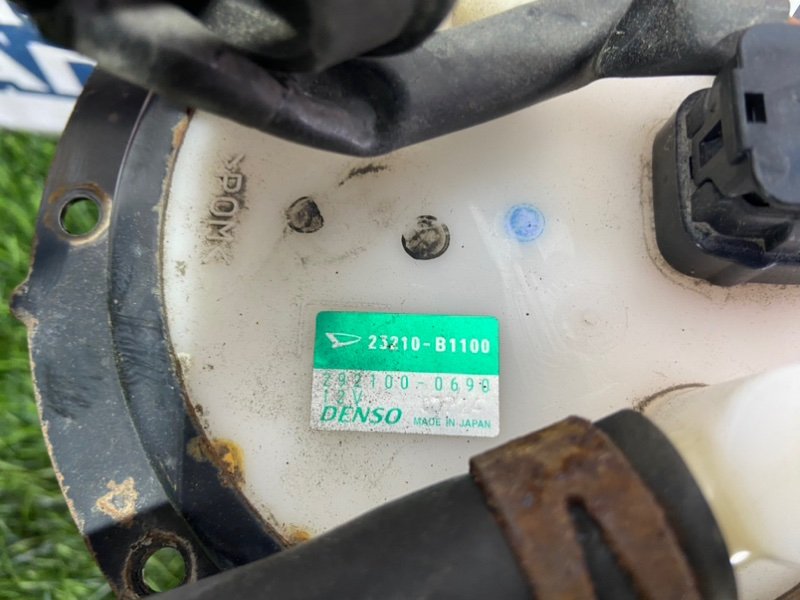 >POM<
23210-B1100
292100-0690
12V
DENSO MADE IN JAPAN